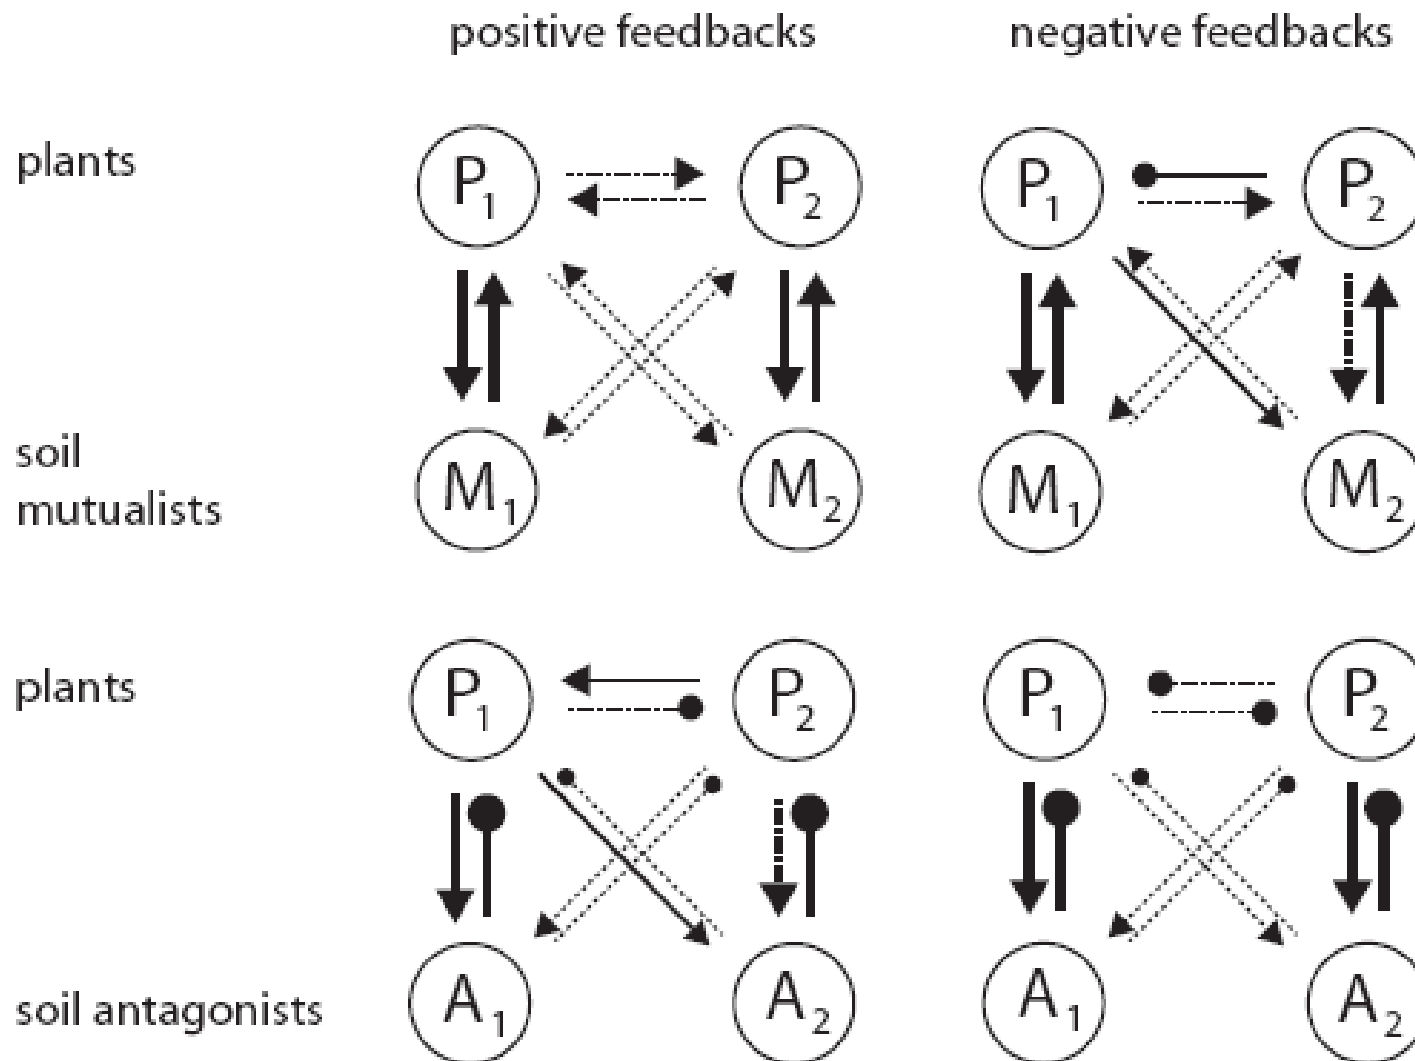 positive feedbacks negative feedbacks
plants P1 P2 P1 P2
soil
mutualists
M1 M2 M1 M2
plants P1 P2 P1 P2
soil antagonists A1 A2 A1 A2